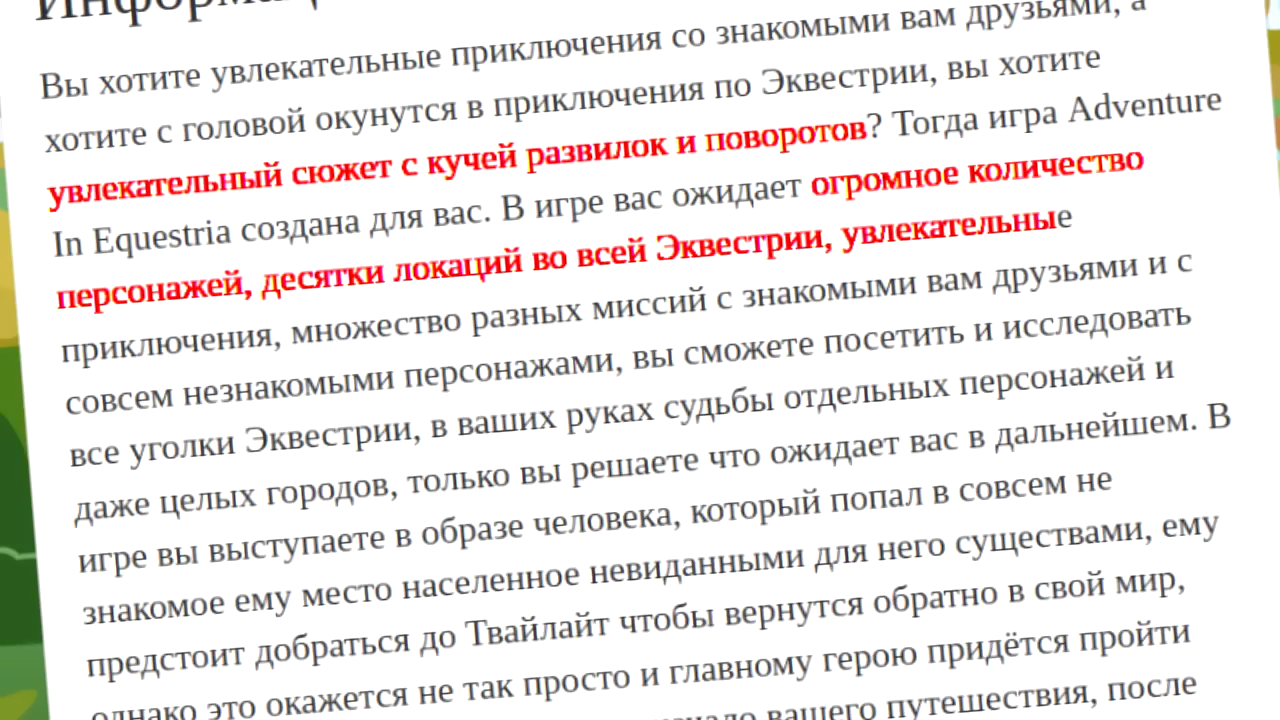 Вы хотите увлекательные приключения со знакомыми вам друзьями, а
хотите с головой окунутся в приключения по Эквестрии, вы хотите
увлекательный сюжет с кучей развилок и поворотов? Тогда игра Adventure
In Equestria создана для вас. В игре вас ожидает огромное количество
персонажей, десятки локаций во всей Эквестрии, увлекательные
приключения, множество разных миссий с знакомыми вам друзьями и с
совсем незнакомыми персонажами, вы сможете посетить и исследовать
все уголки Эквестрии, в ваших руках судьбы отдельных персонажей и
даже целых городов, только вы решаете что ожидает вас в дальнейшем. В
игре вы выступаете в образе человека, который попал в совсем не
знакомое ему место населенное невиданными для него существами, ему
предстоит добраться до Твайлайт чтобы вернутся обратно в свой мир,
однако это окажется не так просто и главному герою придётся пройти
вашего путешествия, после